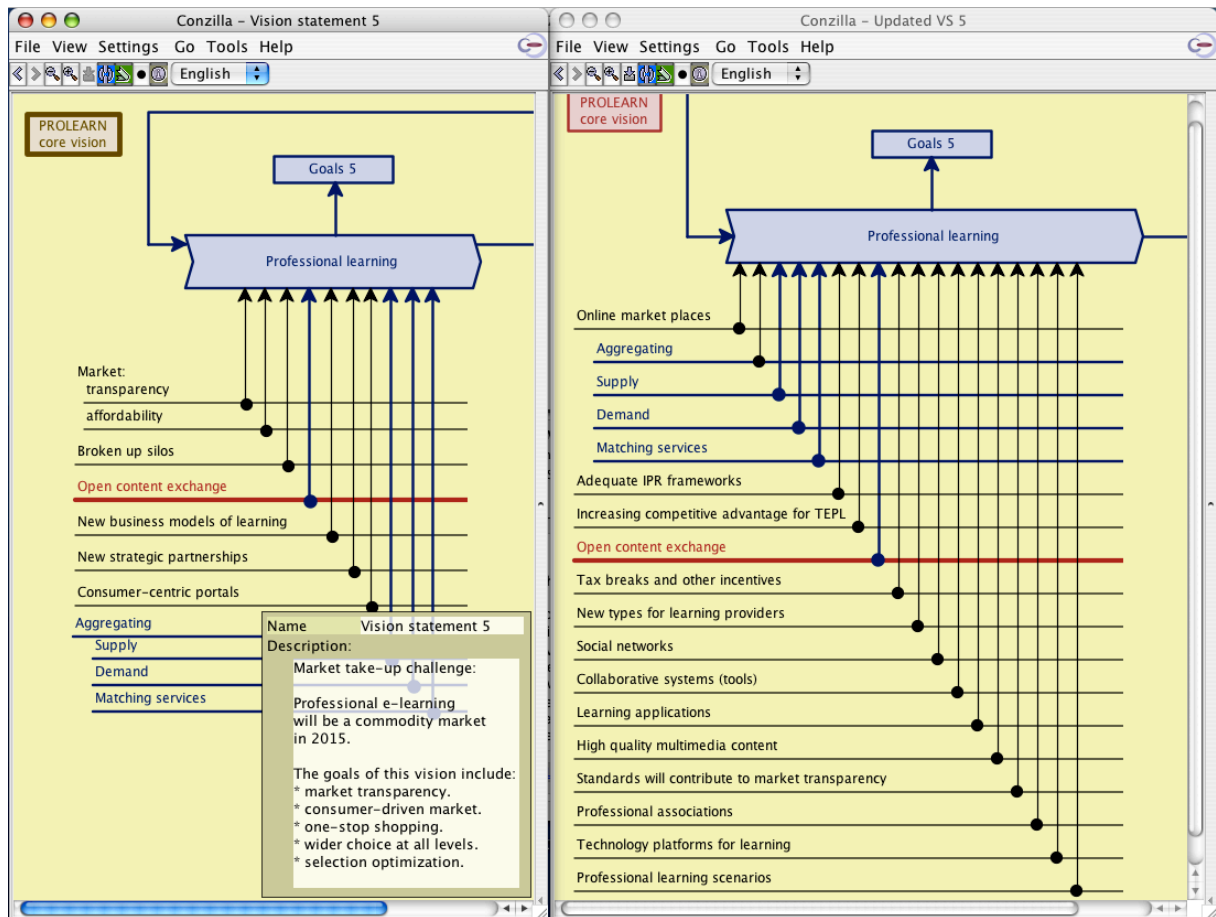 Conzilla – Vision statement 5
File View Settings Go Tools Help
English
PROLEARN
core vision
Goals 5
Professional learning
Market:
transparency
affordability
Broken up silos
Open content exchange
New business models of learning
New strategic partnerships
Consumer-centric portals
Aggregating
Supply
Demand
Matching services
Name Vision statement 5
Description:
Market take-up challenge:
Professional e-learning
will be a commodity market
in 2015.
The goals of this vision include:
* market transparency.
* consumer-driven market.
* one-stop shopping.
* wider choice at all levels.
* selection optimization.
Conzilla – Updated VS 5
File View Settings Go Tools Help
English
PROLEARN
core vision
Goals 5
Professional learning
Online market places
Aggregating
Supply
Demand
Matching services
Adequate IPR frameworks
Increasing competitive advantage for TEPL
Open content exchange
Tax breaks and other incentives
New types for learning providers
Social networks
Collaborative systems (tools)
Learning applications
High quality multimedia content
Standards will contribute to market transparency
Professional associations
Technology platforms for learning
Professional learning scenarios